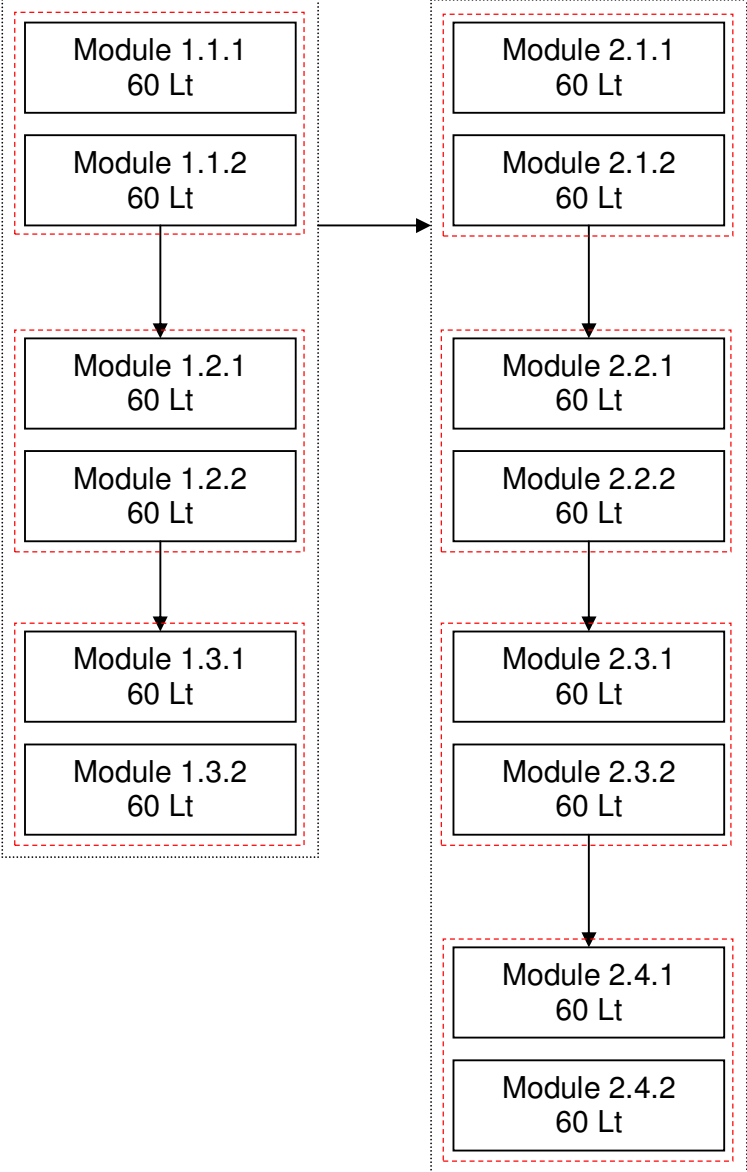 Module 1.1.1
60 Lt
Module 1.1.2
60 Lt
Module 1.2.1
60 Lt
Module 1.2.2
60 Lt
Module 1.3.1
60 Lt
Module 1.3.2
60 Lt
Module 2.1.1
60 Lt
Module 2.1.2
60 Lt
Module 2.2.1
60 Lt
Module 2.2.2
60 Lt
Module 2.3.1
60 Lt
Module 2.3.2
60 Lt
Module 2.4.1
60 Lt
Module 2.4.2
60 Lt